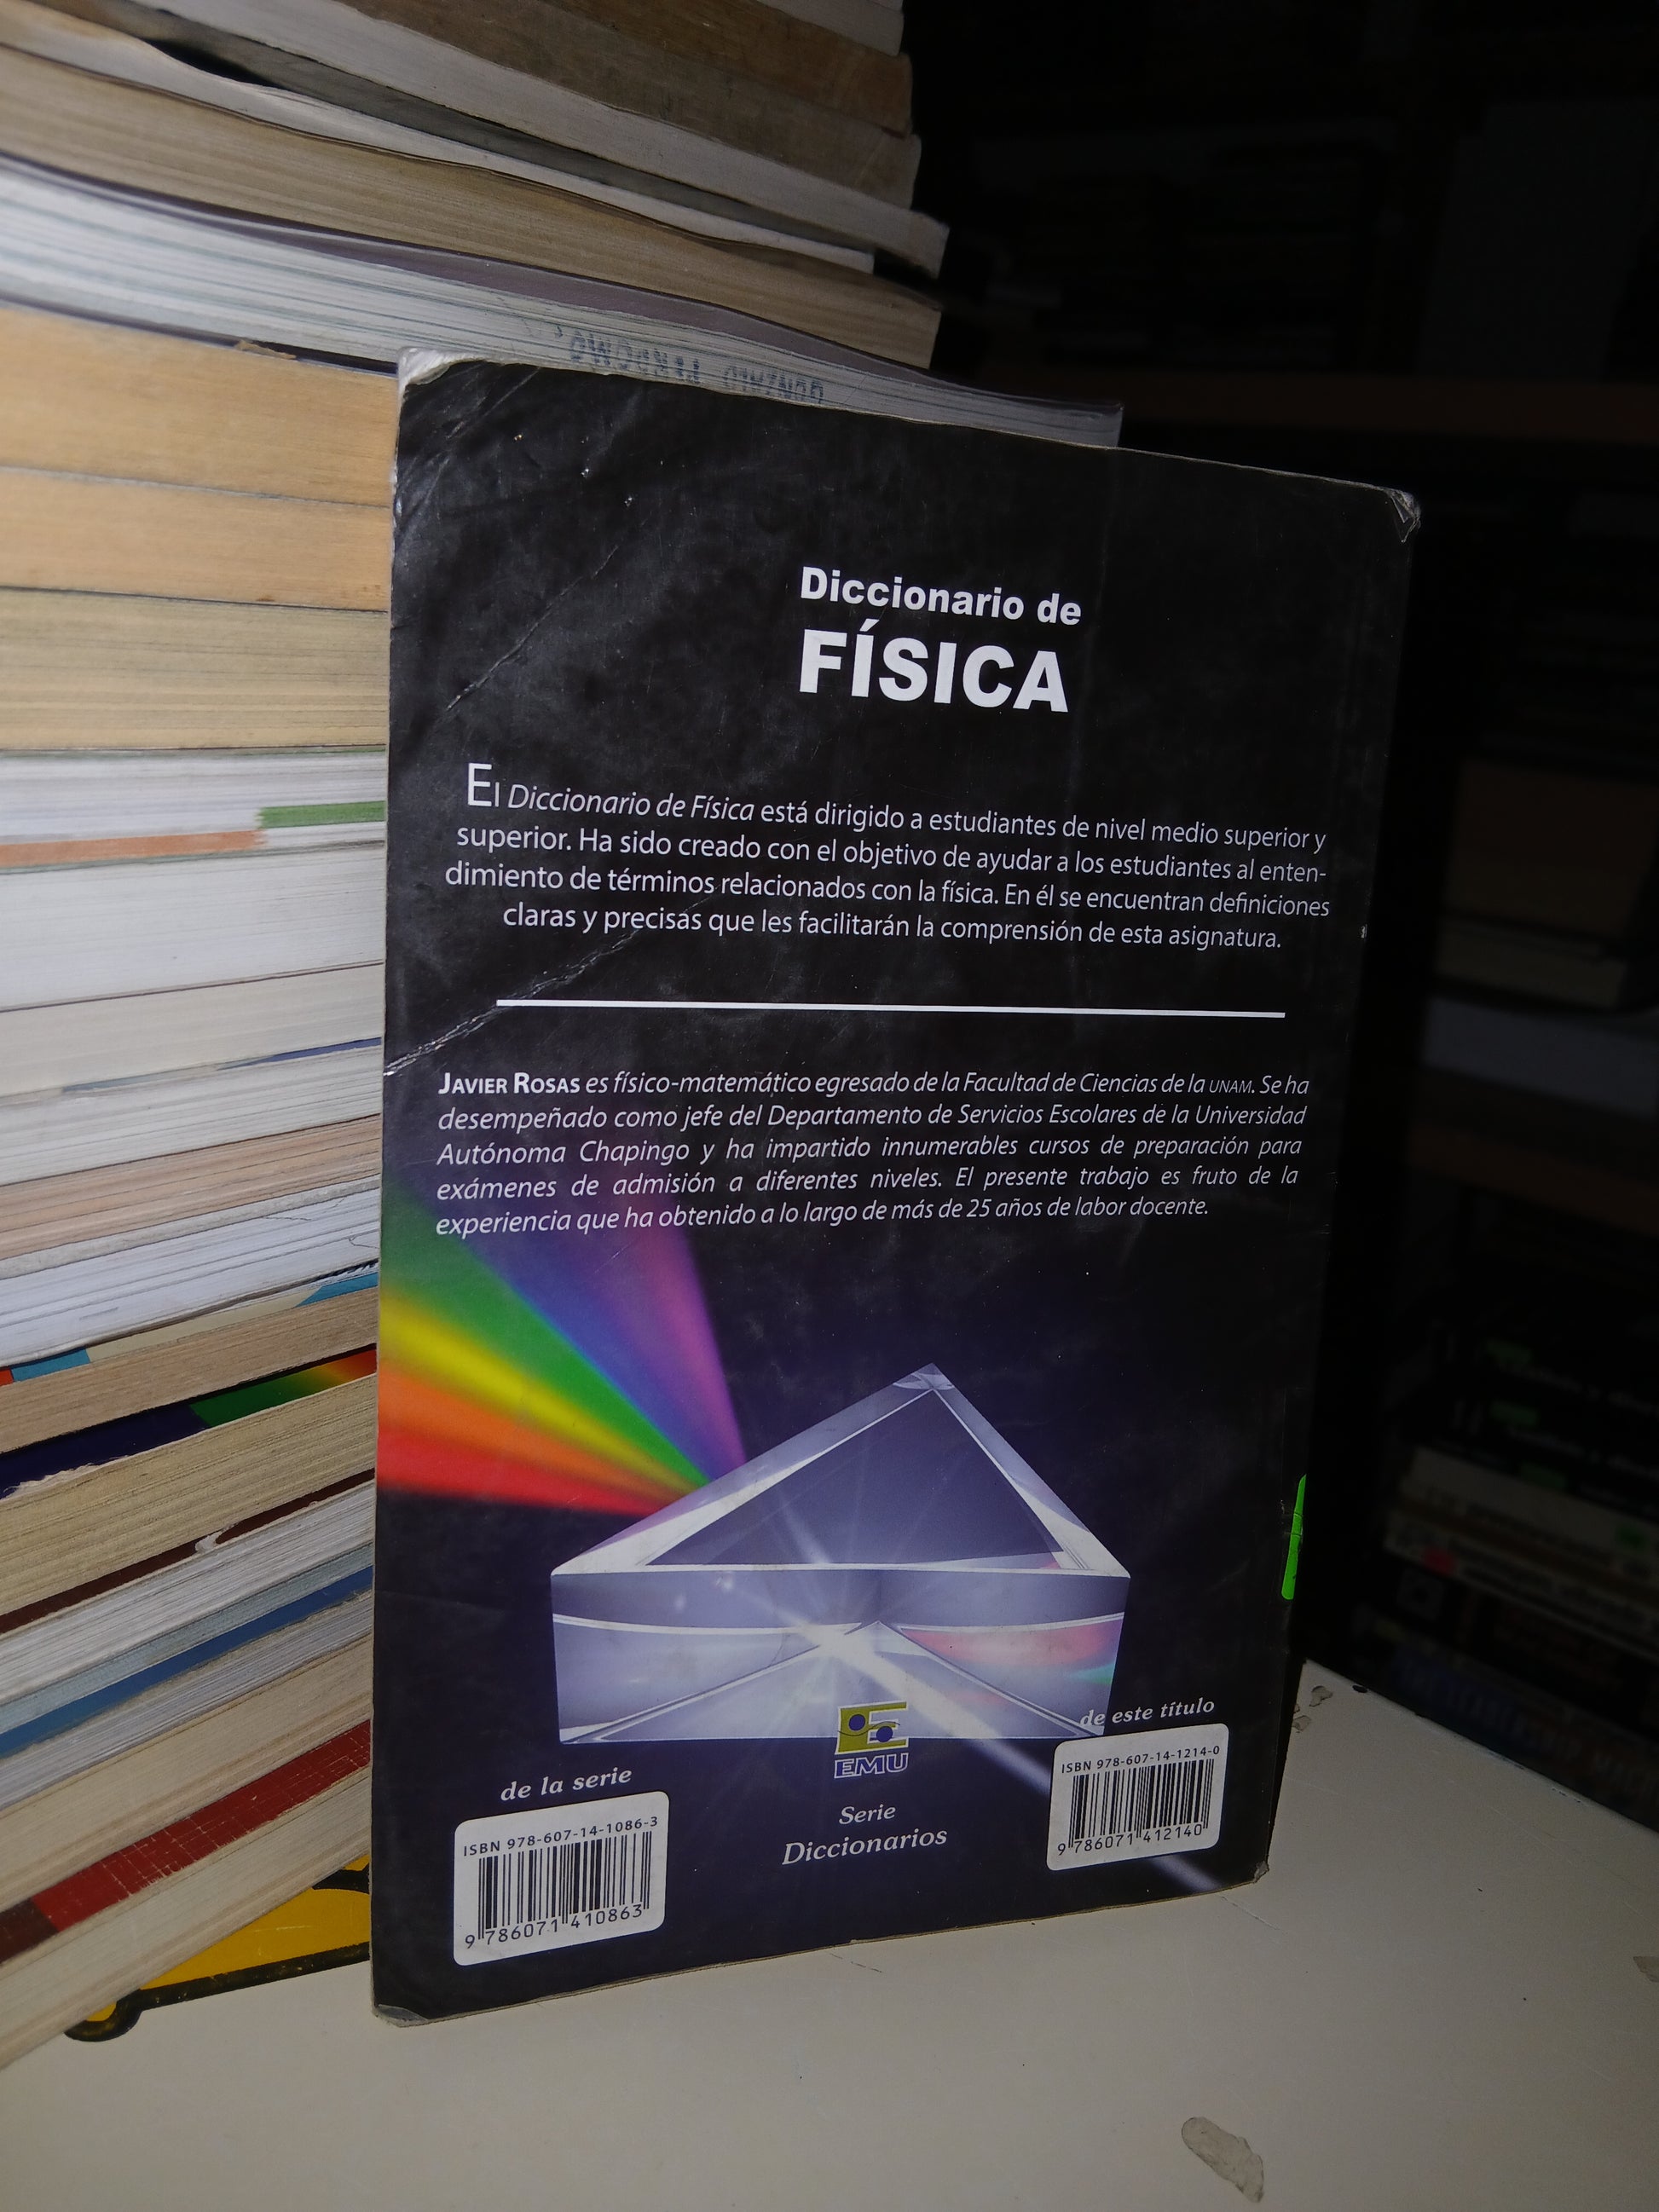 Diccionario de
FÍSICA
El Diccionario de Física está dirigido a estudiantes de nivel medio superior y
superior. Ha sido creado con el objetivo de ayudar a los estudiantes al enten-
dimiento de términos relacionados con la física. En él se encuentran definiciones
claras y precisas que les facilitarán la comprensión de esta asignatura.
JAVIER ROSAS es físico-matemático egresado de la Facultad de Ciencias de la UNAM. Se ha
desempeñado como jefe del Departamento de Servicios Escolares de la Universidad
Autónoma Chapingo y ha impartido innumerables cursos de preparación para
exámenes de admisión a diferentes niveles. El presente trabajo es fruto de la
experiencia que ha obtenido a lo largo de más de 25 años de labor docente.
de la serie
ISBN 978-607-14-1086-3
9 786071 410863
EMU
Serie
Diccionarios
de este título
ISBN 978-607-14-1214-0
9 786071 412140